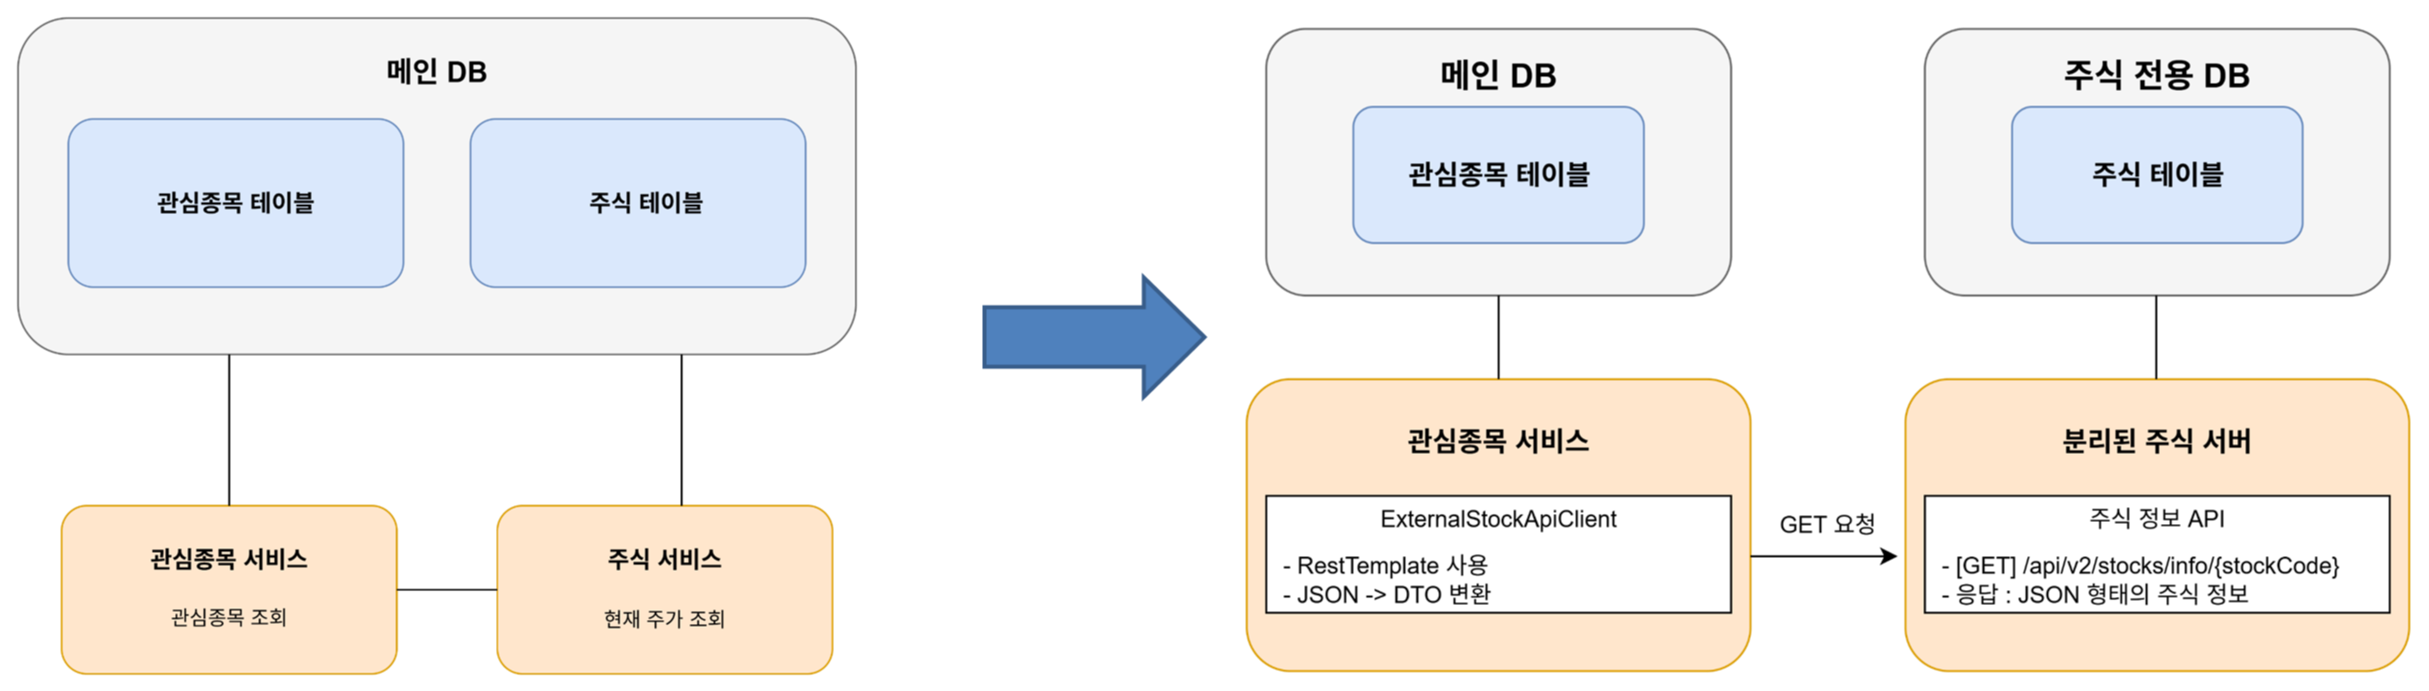 메인 DB
관심종목 테이블
주식 테이블
관심종목 서비스
관심종목 조회
주식 서비스
현재 주가 조회
메인 DB
관심종목 테이블
주식 전용 DB
주식 테이블
관심종목 서비스
ExternalStockApiClient
- RestTemplate 사용
- JSON -> DTO 변환
GET 요청
분리된 주식 서버
주식 정보 API
- [GET] /api/v2/stocks/info/{stockCode}
- 응답 : JSON 형태의 주식 정보